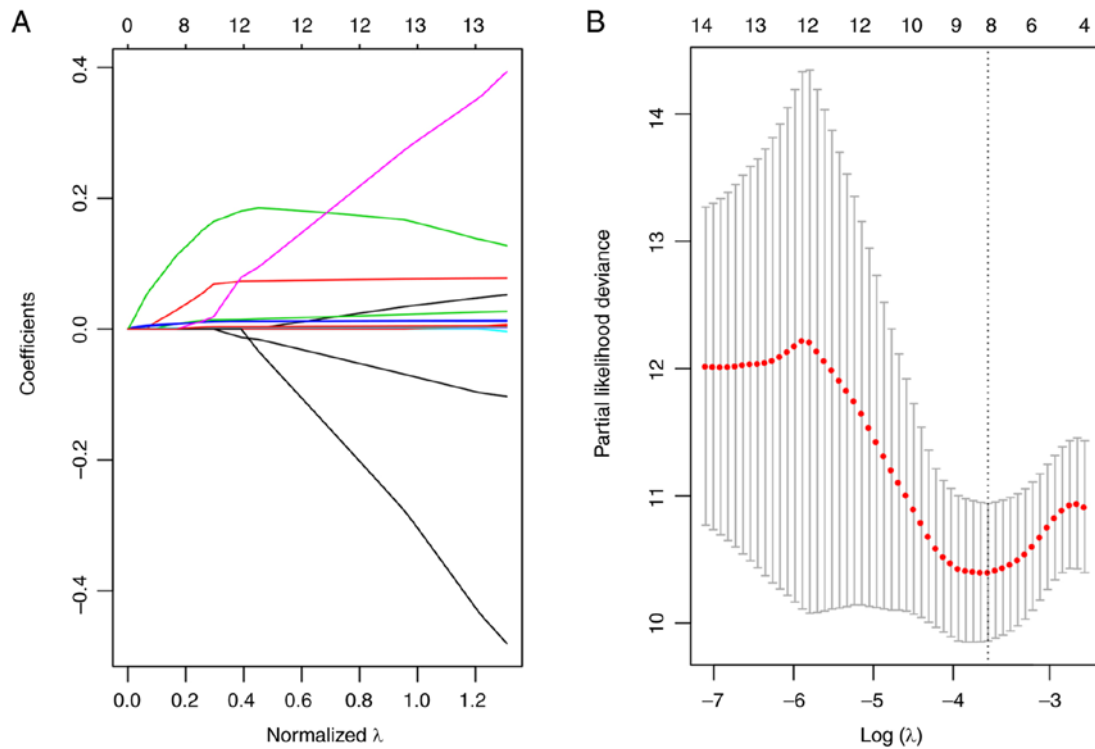 A
0 8 12 12 12 13 13
0.4
0.2
0.0
−0.2
−0.4
Coefficients
0.0 0.2 0.4 0.6 0.8 1.0 1.2
Normalized λ
B
14 13 12 12 10 9 8 6 4
14
13
12
11
10
Partial likelihood deviance
−7 −6 −5 −4 −3
Log (λ)